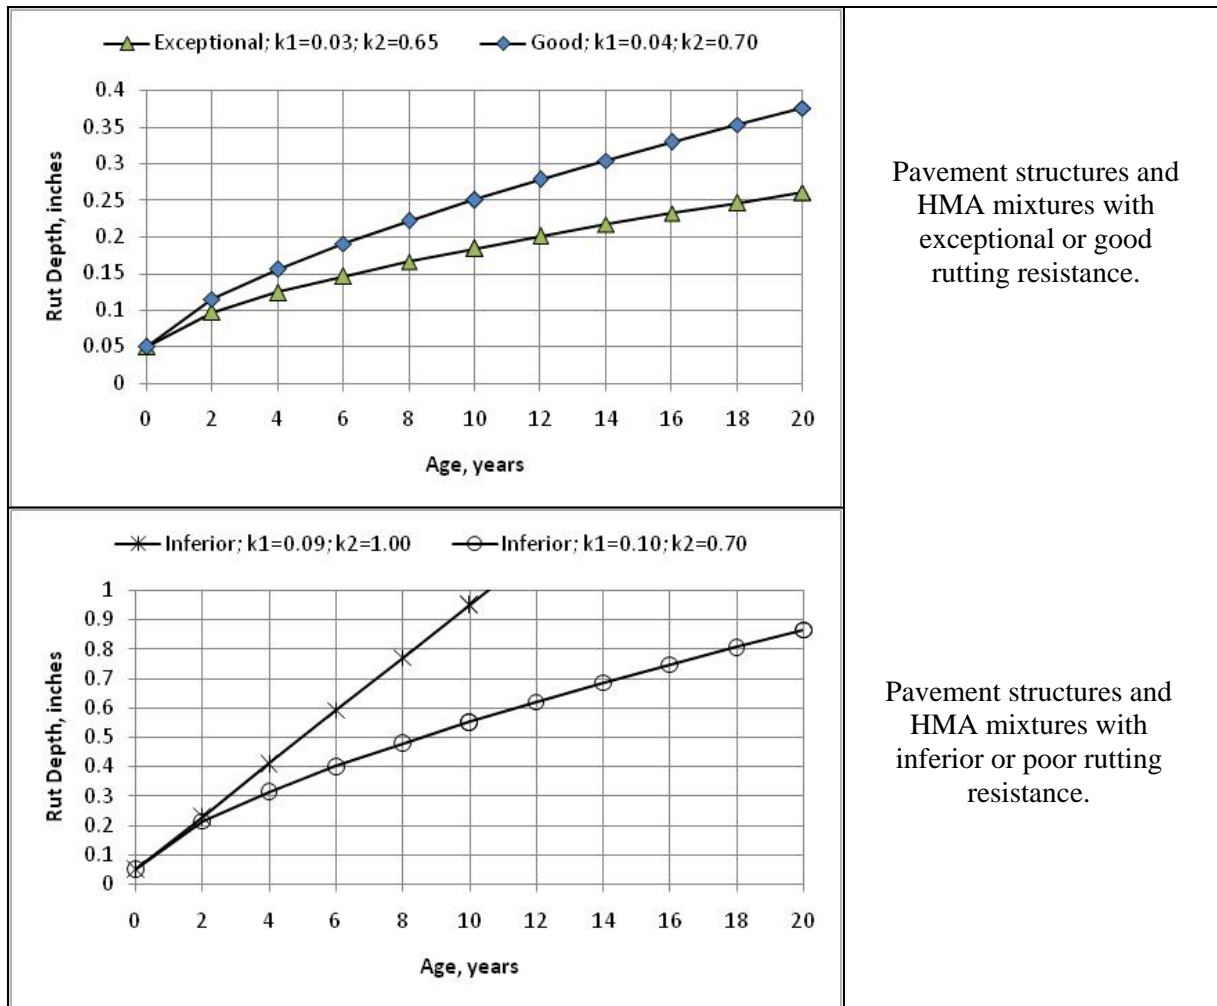 Exceptional; k1=0.03; k2=0.65 Good; k1=0.04; k2=0.70
Rut Depth, inches
0.4
0.35
0.3
0.25
0.2
0.15
0.1
0.05
0
0 2 4 6 8 10 12 14 16 18 20
Age, years
Pavement structures and
HMA mixtures with
exceptional or good
rutting resistance.
Inferior; k1=0.09; k2=1.00 Inferior; k1=0.10; k2=0.70
Rut Depth, inches
1
0.9
0.8
0.7
0.6
0.5
0.4
0.3
0.2
0.1
0
0 2 4 6 8 10 12 14 16 18 20
Age, years
Pavement structures and
HMA mixtures with
inferior or poor rutting
resistance.